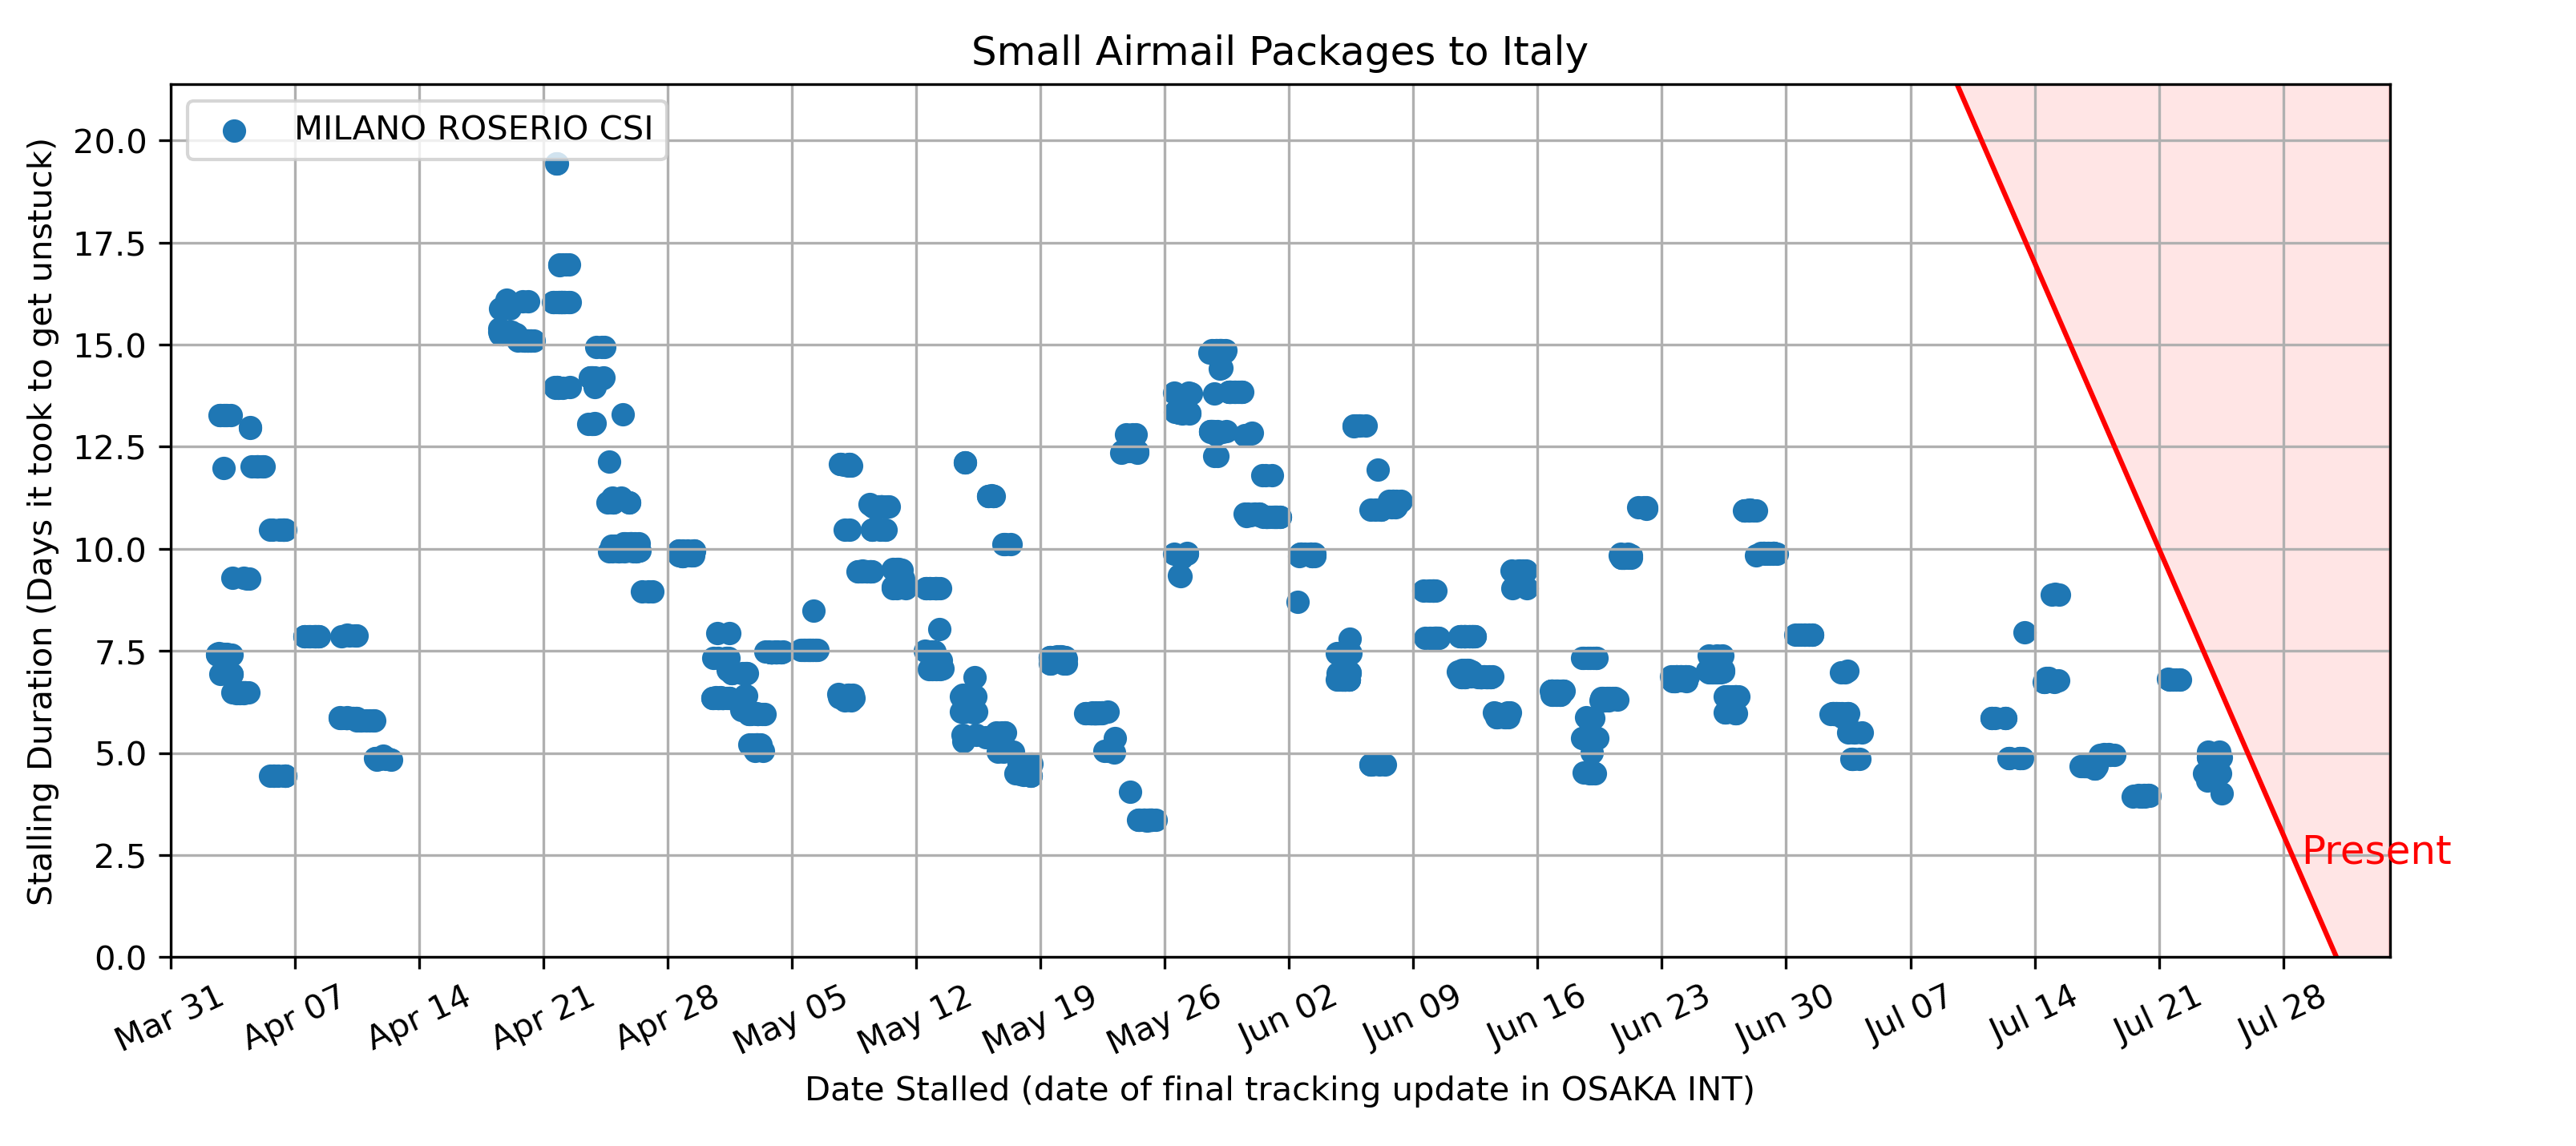 Small Airmail Packages to Italy
MILANO ROSERIO CSI
Stalling Duration (Days it took to get unstuck)
20.0
17.5
15.0
12.5
10.0
7.5
5.0
2.5
0.0
Present
Mar 31 Apr 07 Apr 14 Apr 21 Apr 28 May 05 May 12 May 19 May 26 Jun 02 Jun 09 Jun 16 Jun 23 Jun 30 Jul 07 Jul 14 Jul 21 Jul 28
Date Stalled (date of final tracking update in OSAKA INT)